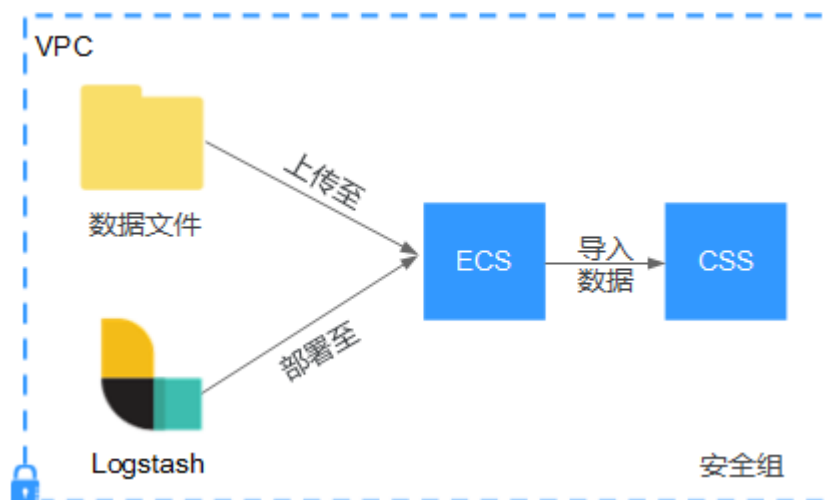 VPC
上传至
数据文件
ECS
导入
数据
CSS
部署至
Logstash
安全组